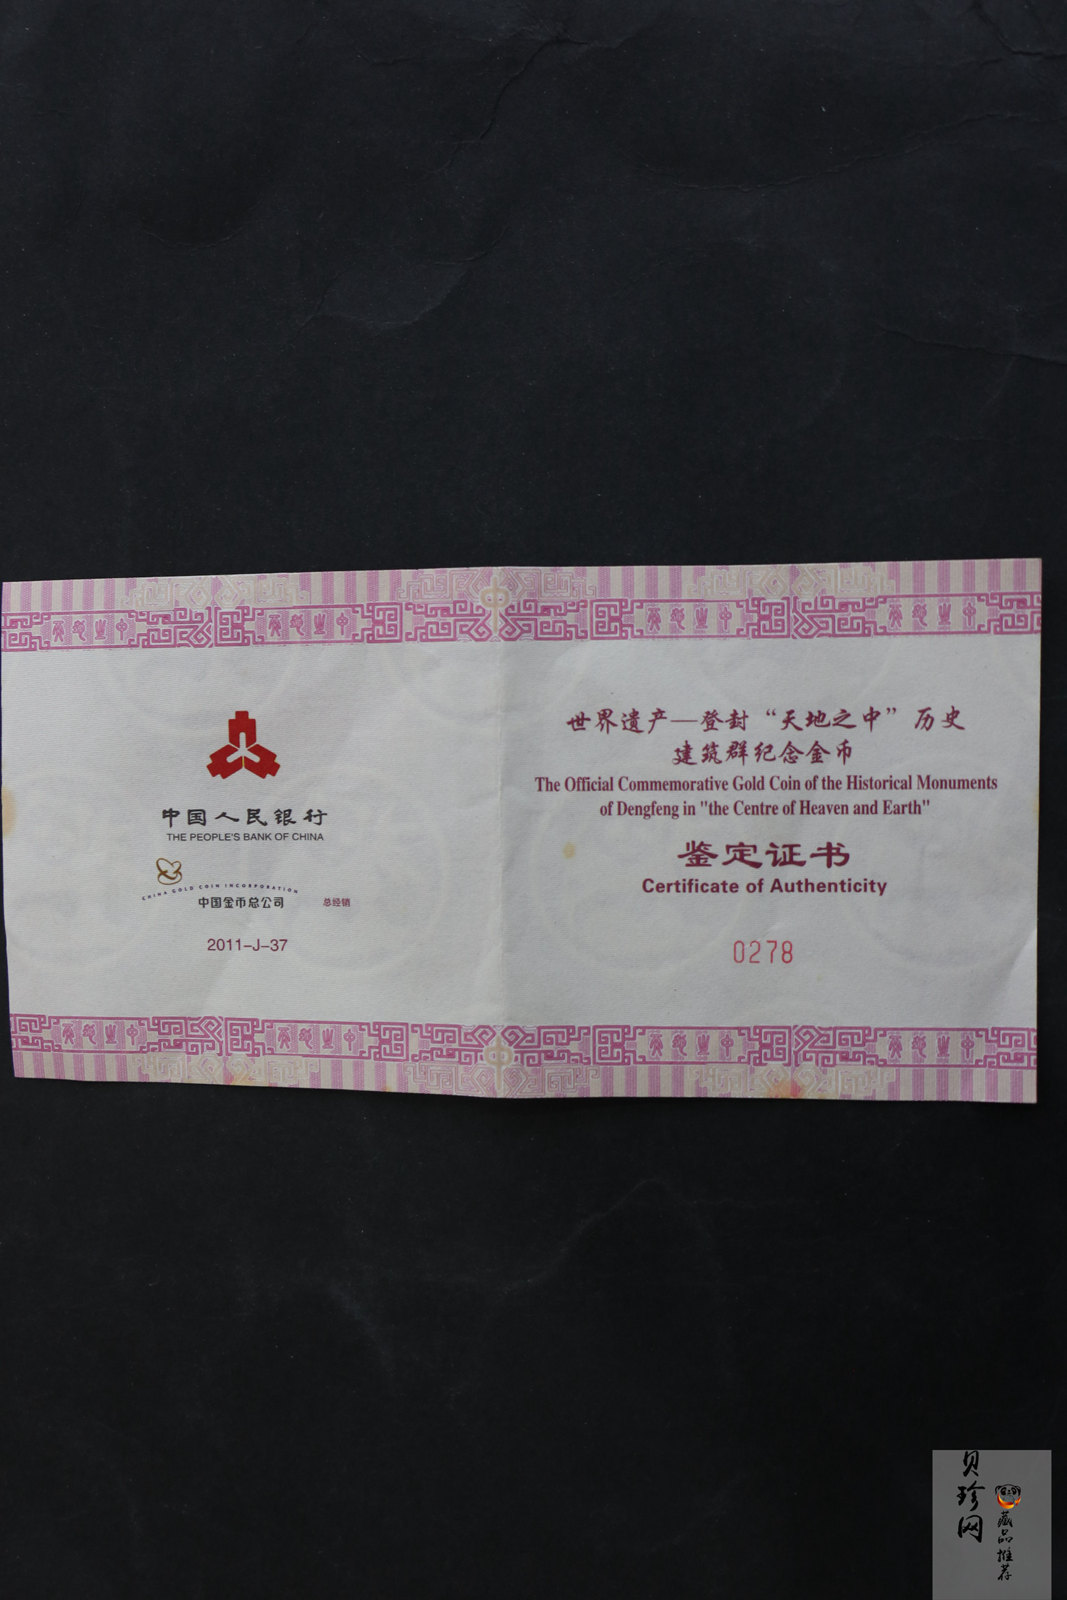 中国人民银行
THE PEOPLE'S BANK OF CHINA
CHINA GOLD COIN INCORPORATION
中国金币总公司 总经销
2011-J-37
世界遗产—登封“天地之中”历史
建筑群纪念金币
The Official Commemorative Gold Coin of the Historical Monuments
of Dengfeng in "the Centre of Heaven and Earth"
鉴定证书
Certificate of Authenticity
0278
贝珍网
藏品推荐